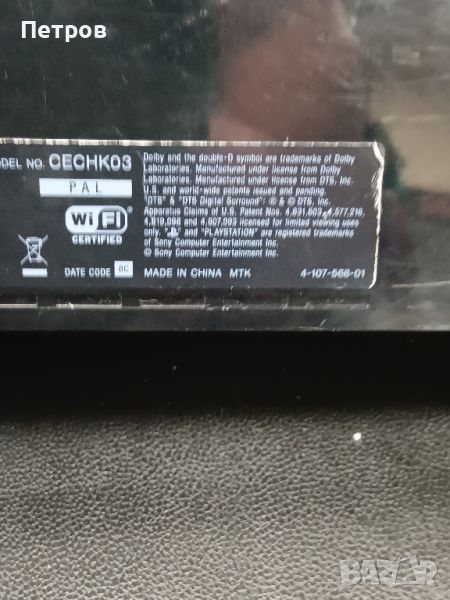 Петров
ODEL NO. CECHK03
PAL
Wi Fi
CERTIFIED
DATE CODE 8C
MADE IN CHINA MTK
4-107-568-01
Dolby and the double-D symbol are trademarks of Dolby
Laboratories. Manufactured under license from Dolby
Laboratories. Manufactured under license from DTS, Inc.
U.S. and world-wide patents issued and pending.
"DTS" & "DTS Digital Surround" ® & © DTS, Inc.
Apparatus Claims of U.S. Patent Nos. 4,631,603, 4,577,216,
4,819,098 and 4,907,093 licensed for limited viewing uses
only. "PS" and "PLAYSTATION" are registered trademarks
of Sony Computer Entertainment Inc.
© Sony Computer Entertainment Inc.
BAZAR